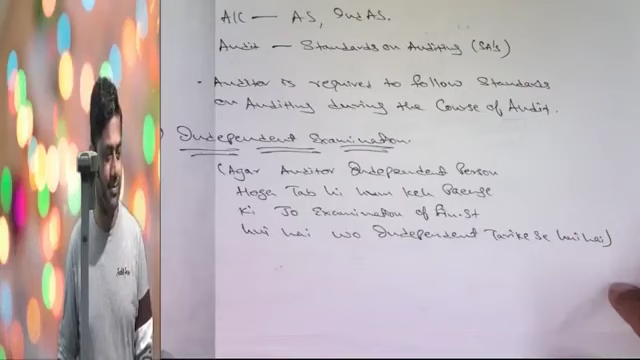 A/C — AS, Ind AS.
Audit — Standards on Auditing (SA's)
• Auditor is required to follow Standards
on Auditing during the Course of Audit.
) Independent Examination.
(Agar Auditor Independent Person
Hoga Tab hi hum keh Paenge
Ki Jo Examination of fin.st
hui hai wo Independent Tarike se hui hai)